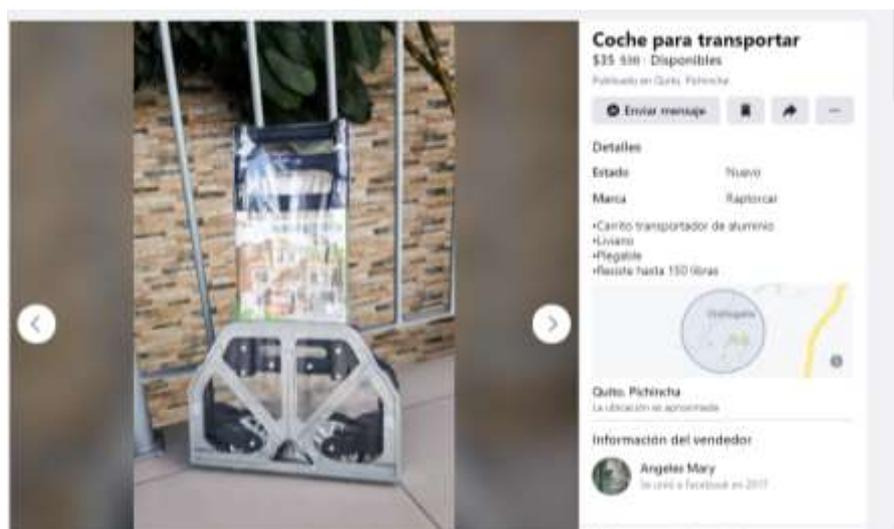 Coche para transportar
$35 · Disponibles
Publicado en Quito, Pichincha
Enviar mensaje
Detalles
Estado Nuevo
Marca Raptorcar
•Carrito transportador de aluminio
•Liviano
•Plegable
•Resiste hasta 150 libras
Quito, Pichincha
La ubicación es aproximada
Información del vendedor
Angeles Mary
Se unió a Facebook en 2017